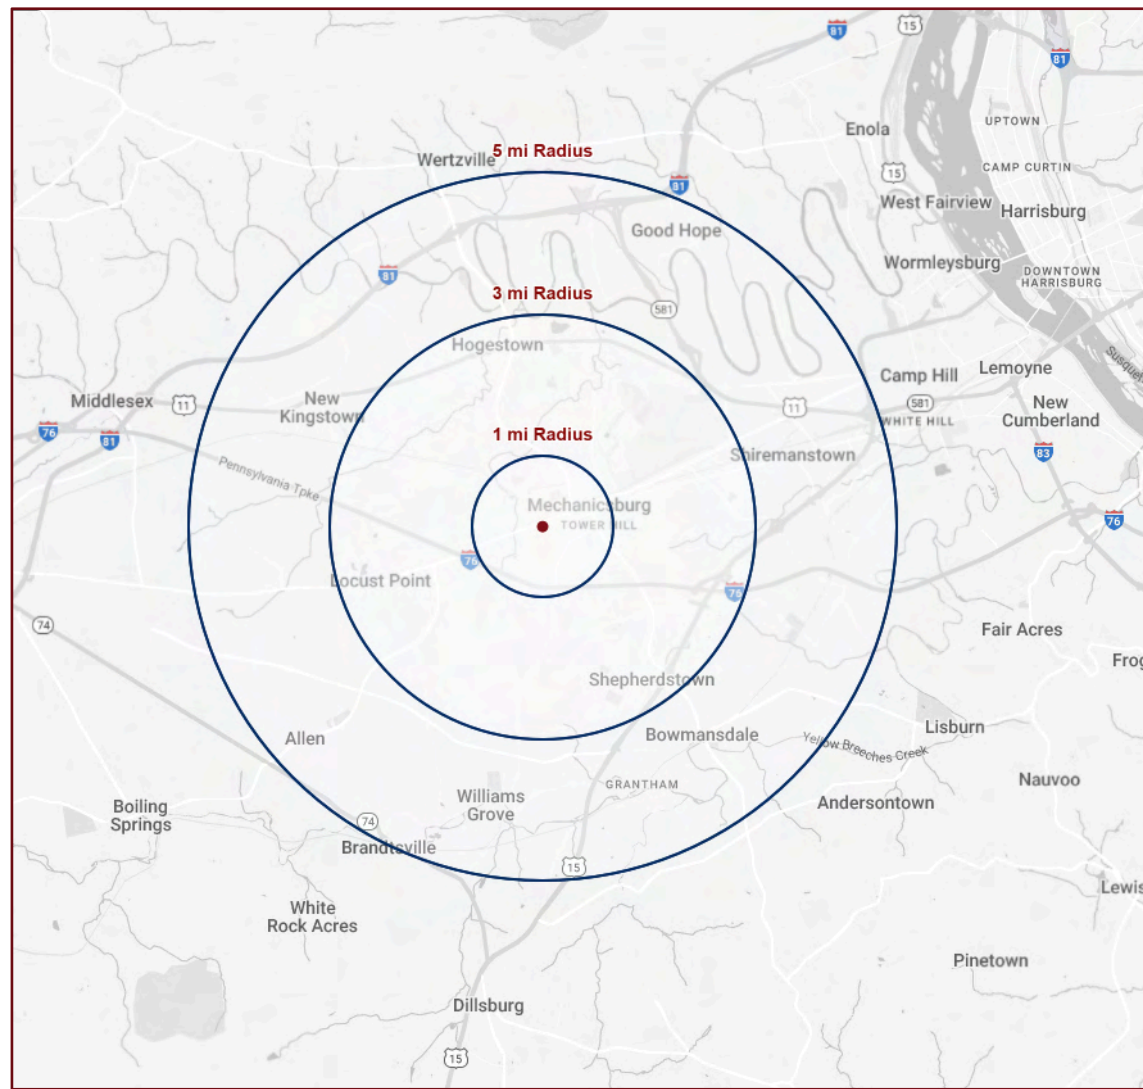 81
15
81
UPTOWN
Enola
5 mi Radius
Wertzville
CAMP CURTIN
15
81
West Fairview
Harrisburg
Good Hope
Wormleysburg
81
DOWNTOWN
HARRISBURG
3 mi Radius
581
Hogestown
Susquet
Lemoyne
Camp Hill
Middlesex
11
New
Kingstown
11
581
New
Cumberland
WHITE HILL
76
81
1 mi Radius
83
Shiremanstown
Pennsylvania Tpke
Mechanicsburg
TOWER HILL
76
76
Locust Point
76
74
Fair Acres
Frog
Shepherdstown
Lisburn
Allen
Bowmansdale
Yellow Breeches Creek
Nauvoo
GRANTHAM
Boiling
Springs
Williams
Grove
Andersontown
74
Brandtsville
15
Lewis
White
Rock Acres
Pinetown
Dillsburg
15